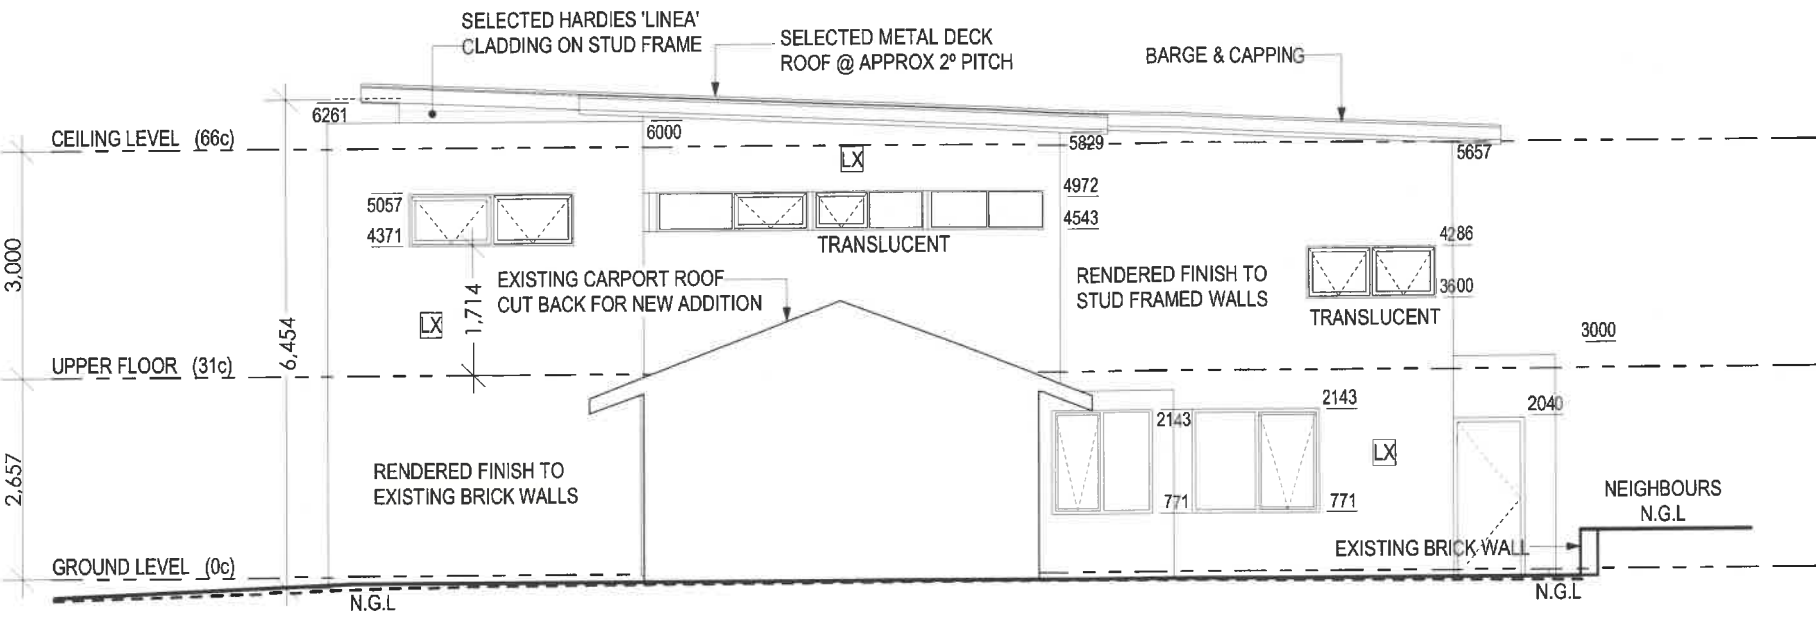 SELECTED HARDIES 'LINEA'
CLADDING ON STUD FRAME
SELECTED METAL DECK
ROOF @ APPROX 2º PITCH
BARGE & CAPPING
6261
6000
CEILING LEVEL (66c)
5829
5657
LX
5057
4371
4972
4543
TRANSLUCENT
4286
3600
TRANSLUCENT
3,000
6,454
1,714
EXISTING CARPORT ROOF
CUT BACK FOR NEW ADDITION
RENDERED FINISH TO
STUD FRAMED WALLS
LX
3000
UPPER FLOOR (31c)
2143
2143
2040
LX
2,657
RENDERED FINISH TO
EXISTING BRICK WALLS
771
771
NEIGHBOURS
N.G.L
EXISTING BRICK WALL
GROUND LEVEL (0c)
N.G.L
N.G.L